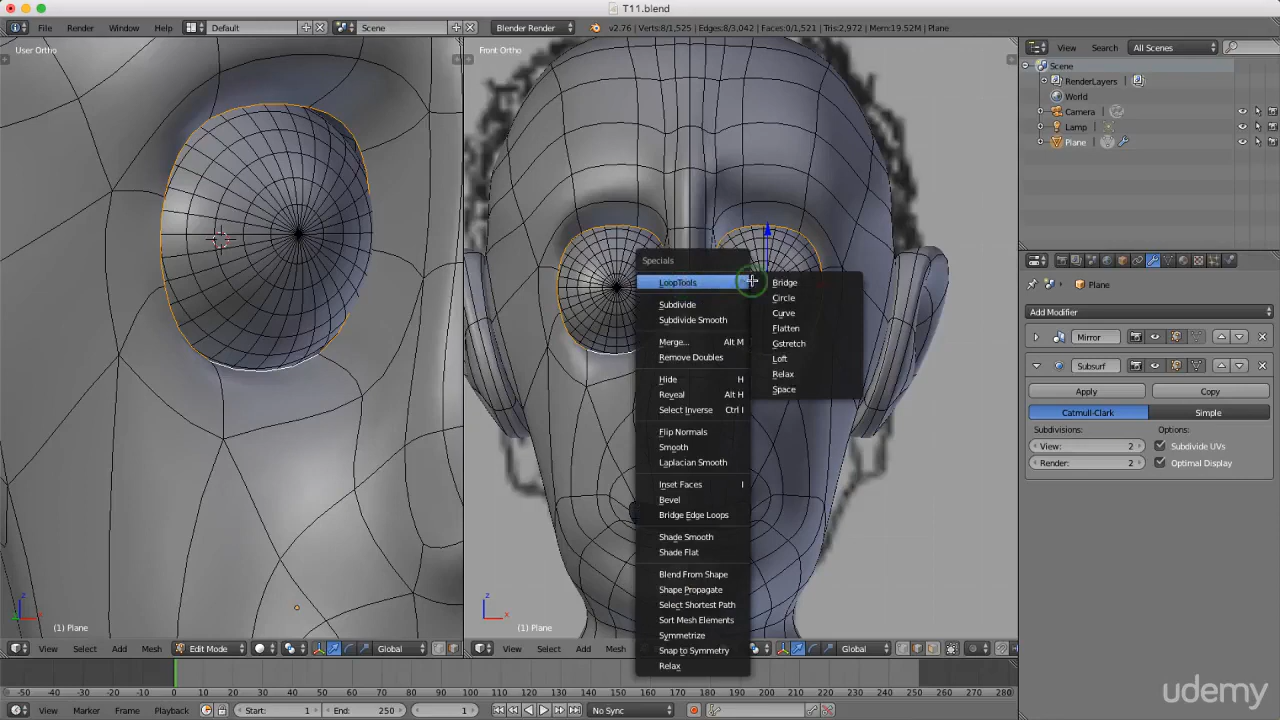 T11.blend
File Render Window Help Default Scene Blender Render v2.76 | Verts:8/1,525 | Edges:8/3,042 | Faces:0/1,521 | Tris:2,972 | Mem:19.52M | Plane
View Search All Scenes
User Ortho
Front Ortho
Scene
RenderLayers
World
Camera
Lamp
Plane
Specials
LoopTools
Subdivide
Subdivide Smooth
Merge... Alt M
Remove Doubles
Hide H
Reveal Alt H
Select Inverse Ctrl I
Flip Normals
Smooth
Laplacian Smooth
Inset Faces I
Bevel
Bridge Edge Loops
Shade Smooth
Shade Flat
Blend From Shape
Shape Propagate
Select Shortest Path
Sort Mesh Elements
Symmetrize
Snap to Symmetry
Relax
Bridge
Circle
Curve
Flatten
Gstretch
Loft
Relax
Space
Plane
Add Modifier
Mirror
Subsurf
Apply Copy
Catmull-Clark Simple
Subdivisions: Options:
View: 2 Subdivide UVs
Render: 2 Optimal Display
z
x
(1) Plane
z
x
(1) Plane
View Select Add Mesh Edit Mode Global
View Select Add Mesh Global
-50 -40 -30 -20 -10 0 10 20 30 40 50 60 70 80 90 100 110 120 130 140 150 160 170 180 190 200 210 220 230 240 250 260 270 280
View Marker Frame Playback Start: 1 End: 250 1 No Sync
udemy